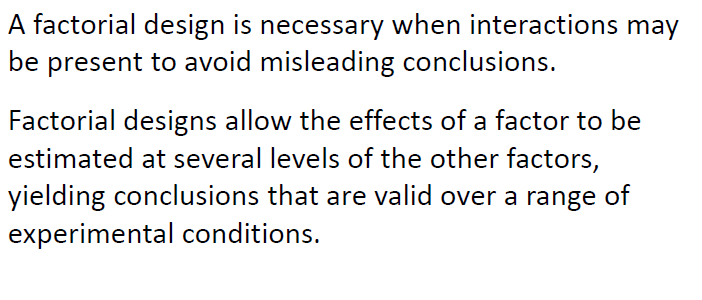 A factorial design is necessary when interactions may
be present to avoid misleading conclusions.
Factorial designs allow the effects of a factor to be
estimated at several levels of the other factors,
yielding conclusions that are valid over a range of
experimental conditions.